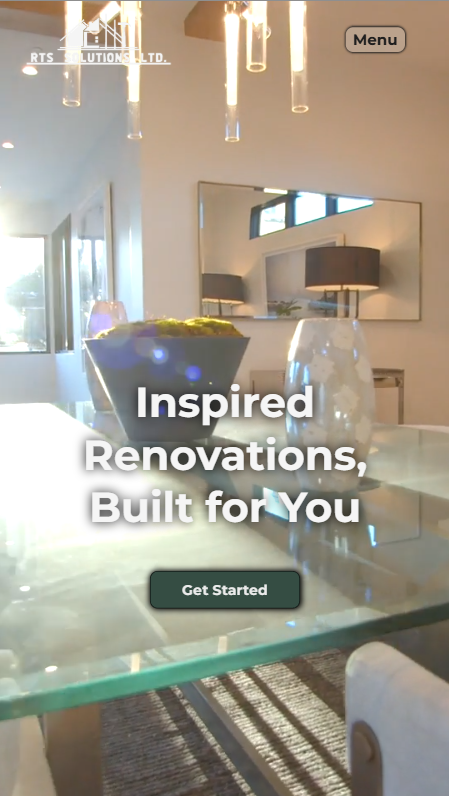 RTS SOLUTIONS LTD.
Menu
Inspired
Renovations,
Built for You
Get Started